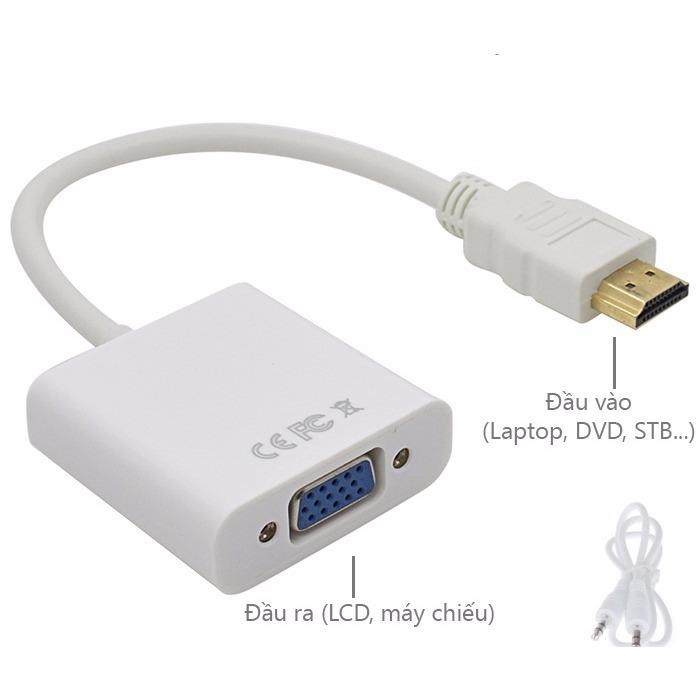 Đầu vào
(Laptop, DVD, STB...)
CE FC
Đầu ra (LCD, máy chiếu)